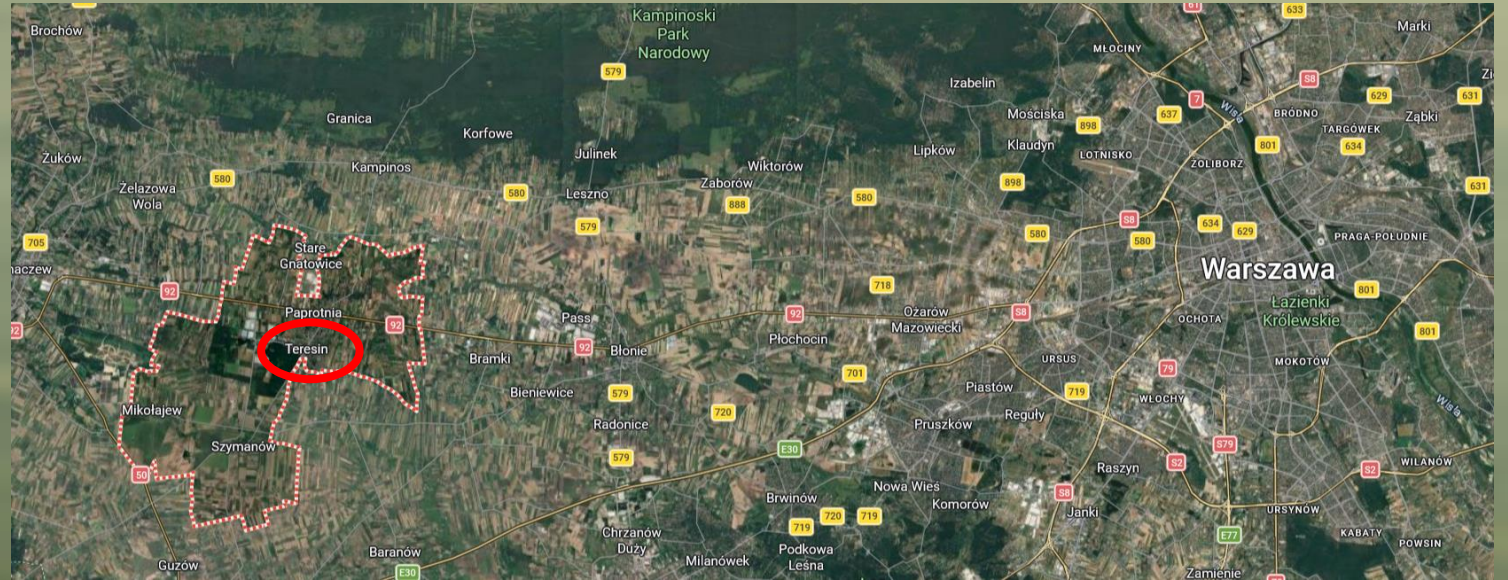 Brochów
Kampinoski
Park
Narodowy
633
Marki
MŁOCINY
579
Izabelin
S8
7
629
631
Granica
Mościska
637
Wisła
BRÓDNO
Ząbki
Korfowe
898
TARGÓWEK
Julinek
Lipków
Klaudyn
LOTNISKO
801
634
Żuków
Kampinos
Wiktorów
ŻOLIBORZ
580
Żelazowa
Wola
580
Leszno
Zaborów
888
580
898
631
705
579
S8
634
629
580
580
PRAGA-POŁUDNIE
Stare
Gnatowice
Warszawa
92
718
801
Łazienki
Królewskie
Paprotnia
92
Pass
92
Ożarów
Mazowiecki
S8
OCHOTA
801
Teresin
Bramki
92
Błonie
Płochocin
URSUS
MOKOTÓW
79
Bieniewice
579
701
Piastów
719
WŁOCHY
Wisła
Mikołajew
Radonice
720
Pruszków
Reguły
Szymanów
E30
S79
50
579
Raszyn
S2
S2
WILANÓW
Nowa Wieś
Brwinów
Komorów
S8
Janki
URSYNÓW
720
719
719
Chrzanów
Duży
E77
KABATY
POWSIN
Baranów
Milanówek
Podkowa
Leśna
Guzów
E30
Zamienie